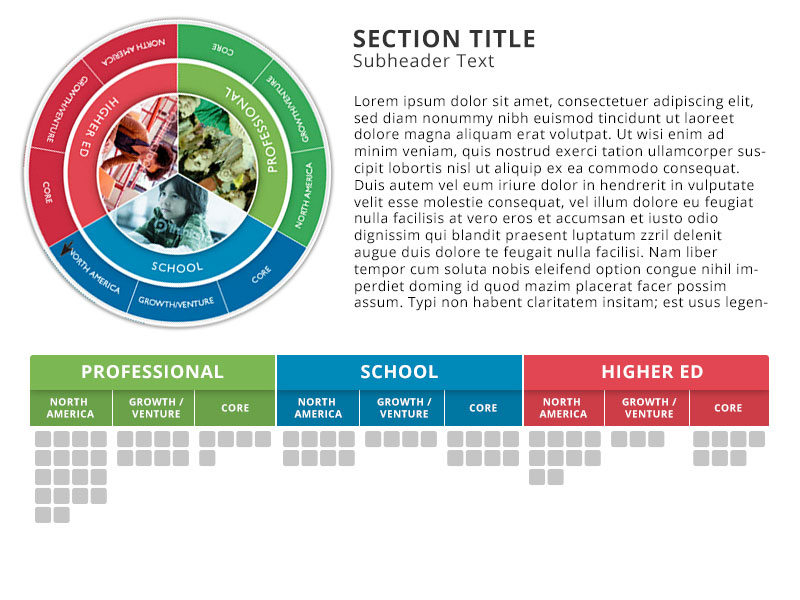 NORTH AMERICA
CORE
GROWTH/VENTURE
GROWTH/VENTURE
HIGHER ED
PROFESSIONAL
CORE
NORTH AMERICA
SCHOOL
NORTH AMERICA
CORE
GROWTH/VENTURE
SECTION TITLE
Subheader Text
Lorem ipsum dolor sit amet, consectetuer adipiscing elit,
sed diam nonummy nibh euismod tincidunt ut laoreet
dolore magna aliquam erat volutpat. Ut wisi enim ad
minim veniam, quis nostrud exerci tation ullamcorper sus-
cipit lobortis nisl ut aliquip ex ea commodo consequat.
Duis autem vel eum iriure dolor in hendrerit in vulputate
velit esse molestie consequat, vel illum dolore eu feugiat
nulla facilisis at vero eros et accumsan et iusto odio
dignissim qui blandit praesent luptatum zzril delenit
augue duis dolore te feugait nulla facilisi. Nam liber
tempor cum soluta nobis eleifend option congue nihil im-
perdiet doming id quod mazim placerat facer possim
assum. Typi non habent claritatem insitam; est usus legen-
PROFESSIONAL
SCHOOL
HIGHER ED
NORTH
AMERICA
GROWTH /
VENTURE
CORE
NORTH
AMERICA
GROWTH /
VENTURE
CORE
NORTH
AMERICA
GROWTH /
VENTURE
CORE